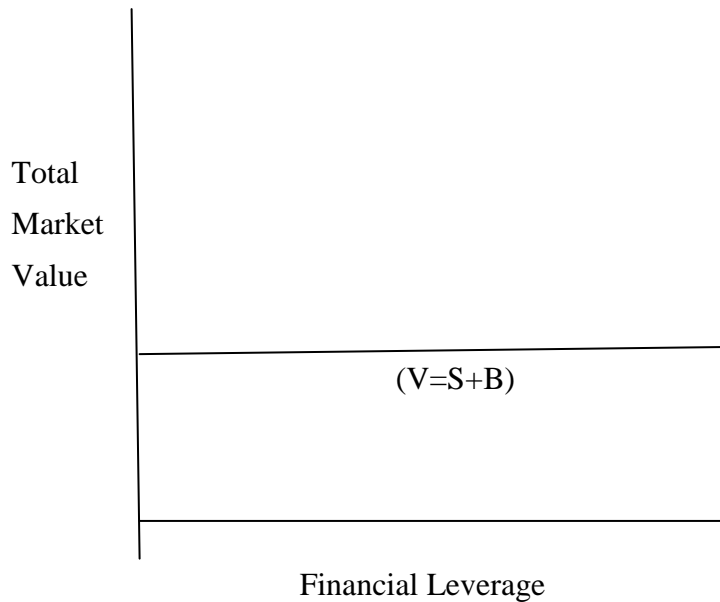 Total
Market
Value
(V=S+B)
Financial Leverage